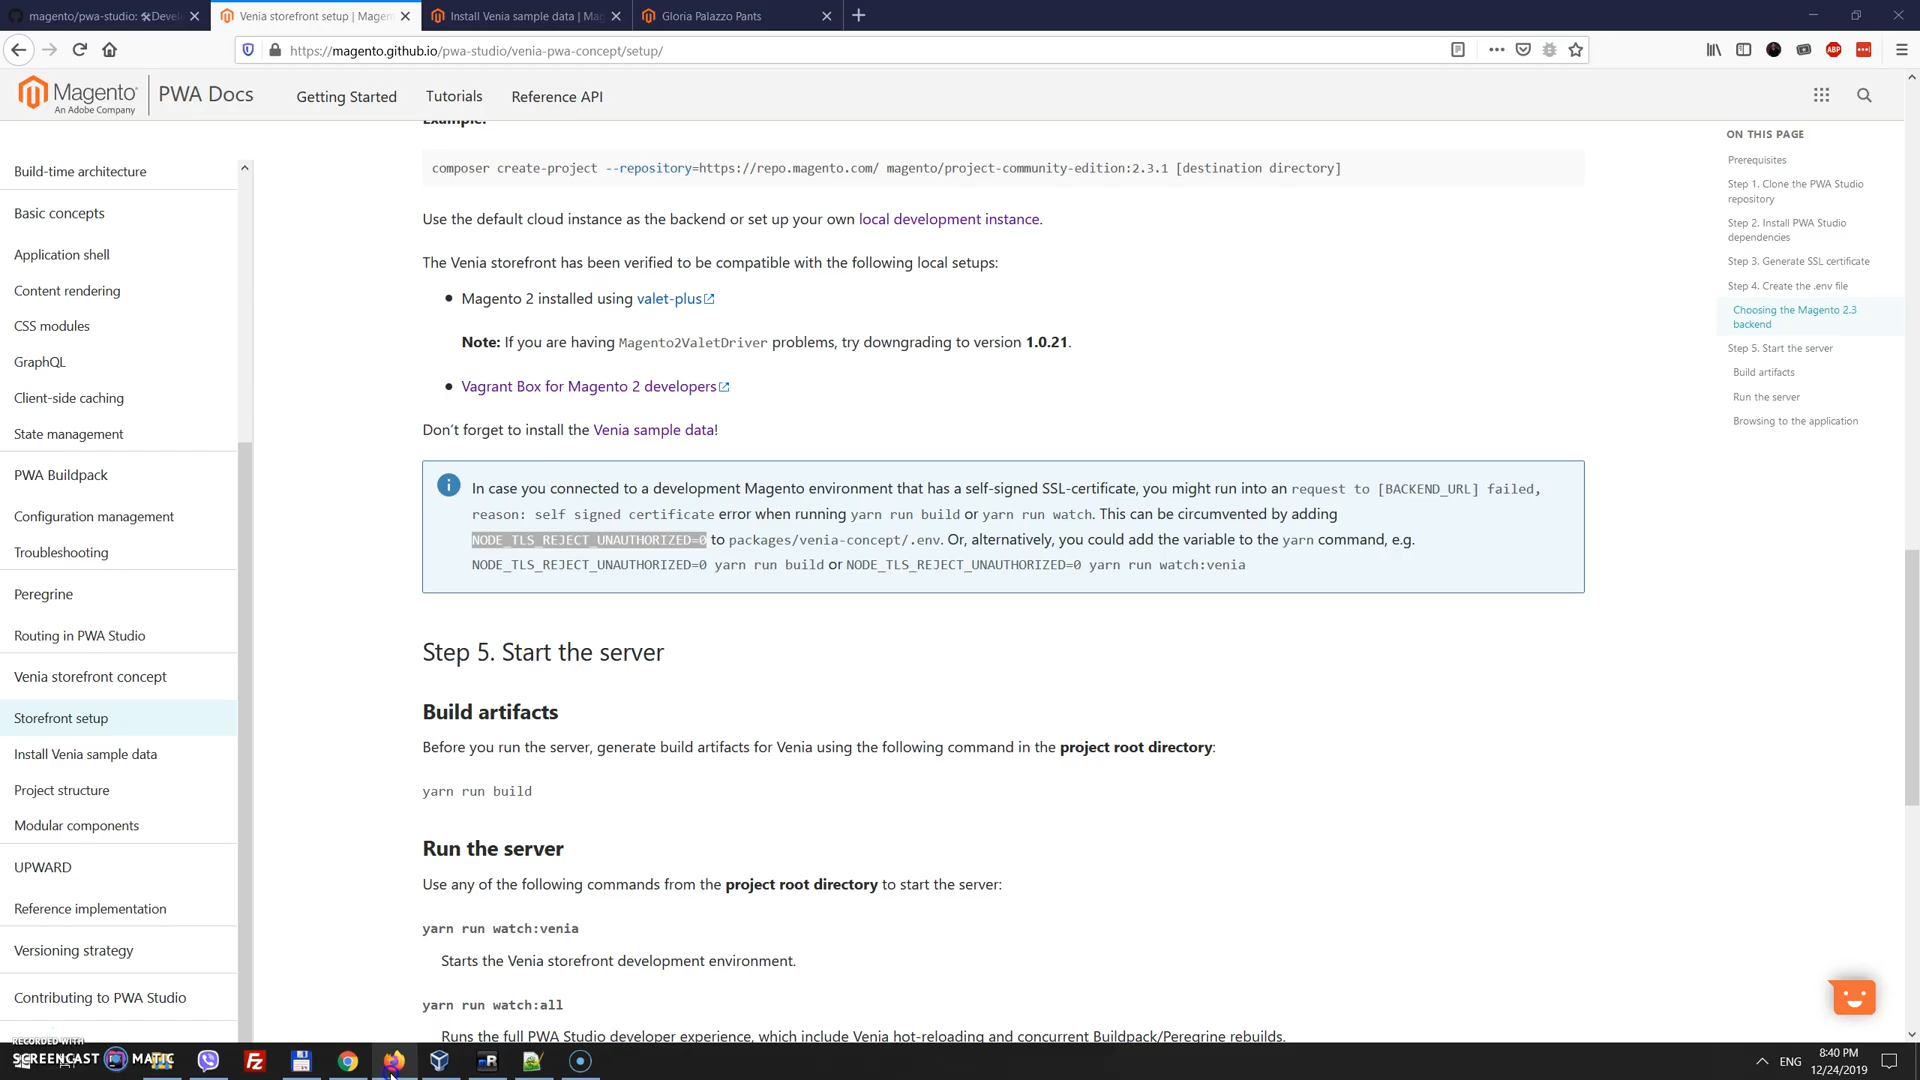 magento/pwa-studio: 🛠Devel
Venia storefront setup | Magen
Install Venia sample data | Mag
Gloria Palazzo Pants
https://magento.github.io/pwa-studio/venia-pwa-concept/setup/
ABP
Magento
An Adobe Company
PWA Docs
Getting Started
Tutorials
Reference API
Build-time architecture
Basic concepts
Application shell
Content rendering
CSS modules
GraphQL
Client-side caching
State management
PWA Buildpack
Configuration management
Troubleshooting
Peregrine
Routing in PWA Studio
Venia storefront concept
Storefront setup
Install Venia sample data
Project structure
Modular components
UPWARD
Reference implementation
Versioning strategy
Contributing to PWA Studio
Example:
composer create-project --repository=https://repo.magento.com/ magento/project-community-edition:2.3.1 [destination directory]
Use the default cloud instance as the backend or set up your own local development instance.
The Venia storefront has been verified to be compatible with the following local setups:
Magento 2 installed using valet-plus
Note: If you are having Magento2ValetDriver problems, try downgrading to version 1.0.21.
Vagrant Box for Magento 2 developers
Don't forget to install the Venia sample data!
In case you connected to a development Magento environment that has a self-signed SSL-certificate, you might run into an request to [BACKEND_URL] failed,
reason: self signed certificate error when running yarn run build or yarn run watch. This can be circumvented by adding
NODE_TLS_REJECT_UNAUTHORIZED=0 to packages/venia-concept/.env. Or, alternatively, you could add the variable to the yarn command, e.g.
NODE_TLS_REJECT_UNAUTHORIZED=0 yarn run build or NODE_TLS_REJECT_UNAUTHORIZED=0 yarn run watch:venia
Step 5. Start the server
Build artifacts
Before you run the server, generate build artifacts for Venia using the following command in the project root directory:
yarn run build
Run the server
Use any of the following commands from the project root directory to start the server:
yarn run watch:venia
Starts the Venia storefront development environment.
yarn run watch:all
Runs the full PWA Studio developer experience, which include Venia hot-reloading and concurrent Buildpack/Peregrine rebuilds.
ON THIS PAGE
Prerequisites
Step 1. Clone the PWA Studio
repository
Step 2. Install PWA Studio
dependencies
Step 3. Generate SSL certificate
Step 4. Create the .env file
Choosing the Magento 2.3
backend
Step 5. Start the server
Build artifacts
Run the server
Browsing to the application
RECORDED WITH
SCREENCAST MATIC
ENG
8:40 PM
12/24/2019